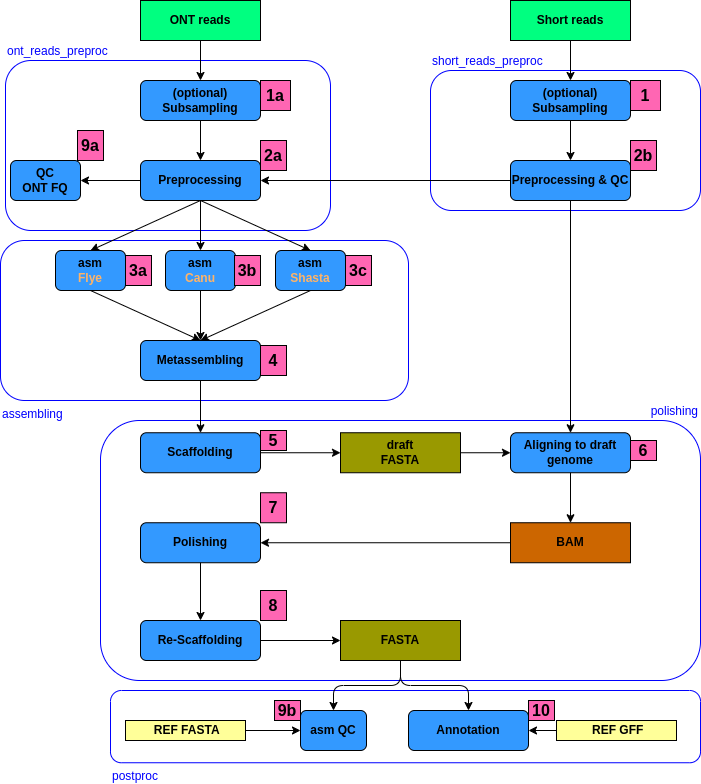 ONT reads
Short reads
ont_reads_preproc
short_reads_preproc
(optional)
Subsampling
1a
(optional)
Subsampling
1
9a
2a
2b
QC
ONT FQ
Preprocessing
Preprocessing & QC
asm
Flye
3a
asm
Canu
3b
asm
Shasta
3c
Metassembling
4
assembling
polishing
Scaffolding
5
draft
FASTA
Aligning to draft
genome
6
7
Polishing
BAM
8
Re-Scaffolding
FASTA
9b
10
REF FASTA
asm QC
Annotation
REF GFF
postproc